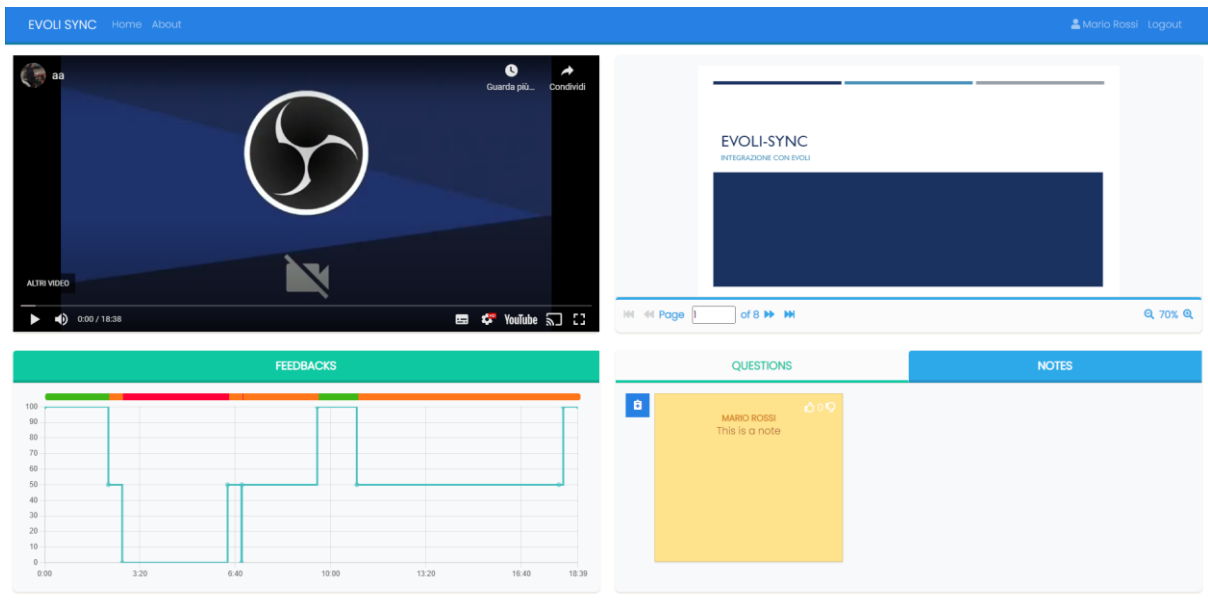 EVOLI SYNC Home About Mario Rossi Logout
aa
Guarda più... Condividi
ALTRI VIDEO
0:00 / 18:38
HD YouTube
EVOLI-SYNC
INTEGRAZIONE CON EVOLI
Page 1 of 8 70%
FEEDBACKS
100
90
80
70
60
50
40
30
20
10
0
0:00 3:20 6:40 10:00 13:20 16:40 18:39
QUESTIONS NOTES
0
MARIO ROSSI
This is a note